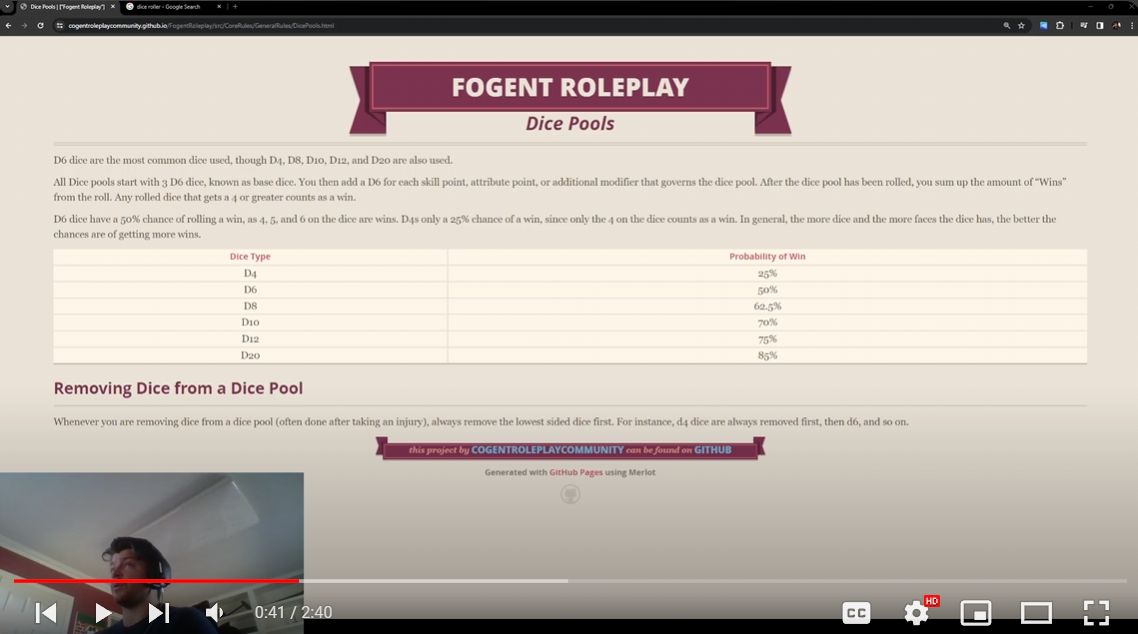 Dice Pools | ["Fogent Roleplay"]
dice roller - Google Search
cogentroleplaycommunity.github.io/FogentRoleplay/src/CoreRules/GeneralRules/DicePools.html
FOGENT ROLEPLAY
Dice Pools
D6 dice are the most common dice used, though D4, D8, D10, D12, and D20 are also used.
All Dice pools start with 3 D6 dice, known as base dice. You then add a D6 for each skill point, attribute point, or additional modifier that governs the dice pool. After the dice pool has been rolled, you sum up the amount of “Wins”
from the roll. Any rolled dice that gets a 4 or greater counts as a win.
D6 dice have a 50% chance of rolling a win, as 4, 5, and 6 on the dice are wins. D4s only a 25% chance of a win, since only the 4 on the dice counts as a win. In general, the more dice and the more faces the dice has, the better the
chances are of getting more wins.
Dice Type Probability of Win
D4 25%
D6 50%
D8 62.5%
D10 70%
D12 75%
D20 85%
Removing Dice from a Dice Pool
Whenever you are removing dice from a dice pool (often done after taking an injury), always remove the lowest sided dice first. For instance, d4 dice are always removed first, then d6, and so on.
this project by COGENTROLEPLAYCOMMUNITY can be found on GITHUB
Generated with GitHub Pages using Merlot
0:41 / 2:40
CC
HD